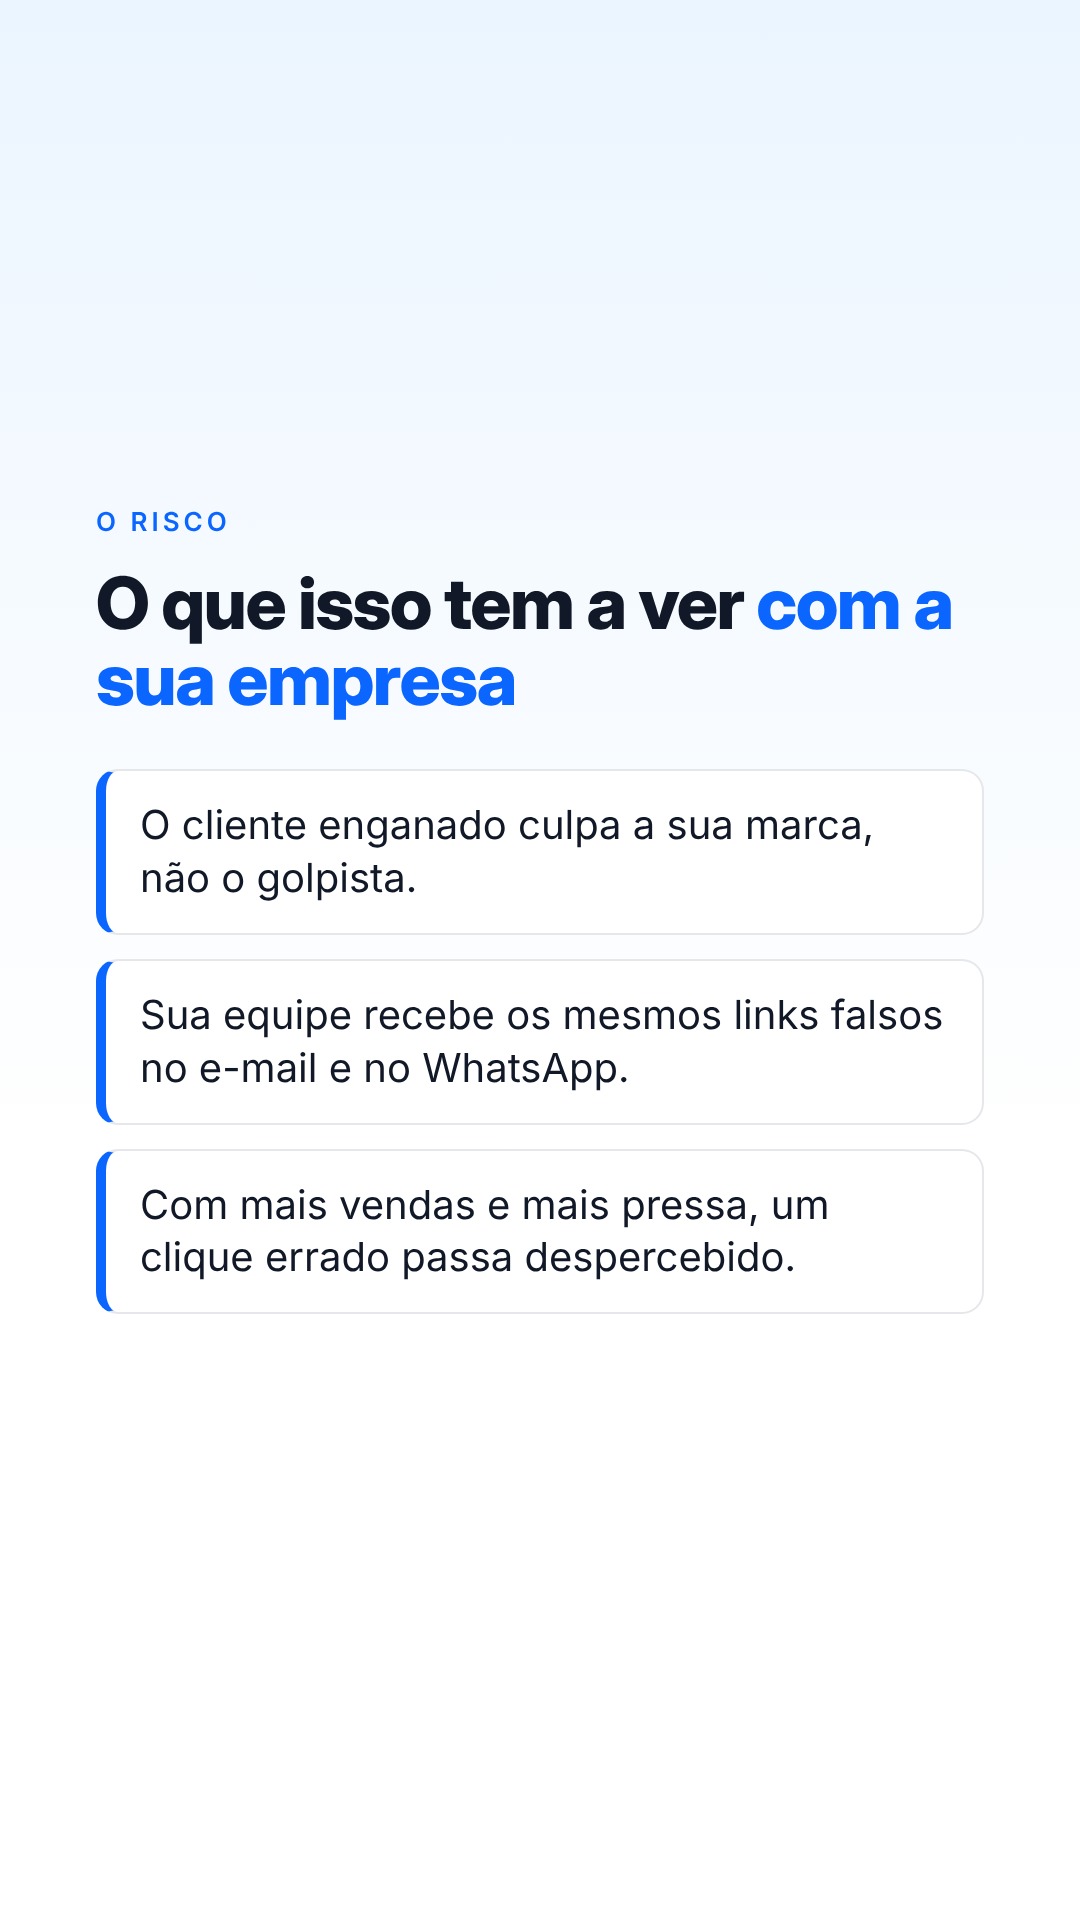 O RISCO
O que isso tem a ver com a
sua empresa
O cliente enganado culpa a sua marca,
não o golpista.
Sua equipe recebe os mesmos links falsos
no e-mail e no WhatsApp.
Com mais vendas e mais pressa, um
clique errado passa despercebido.